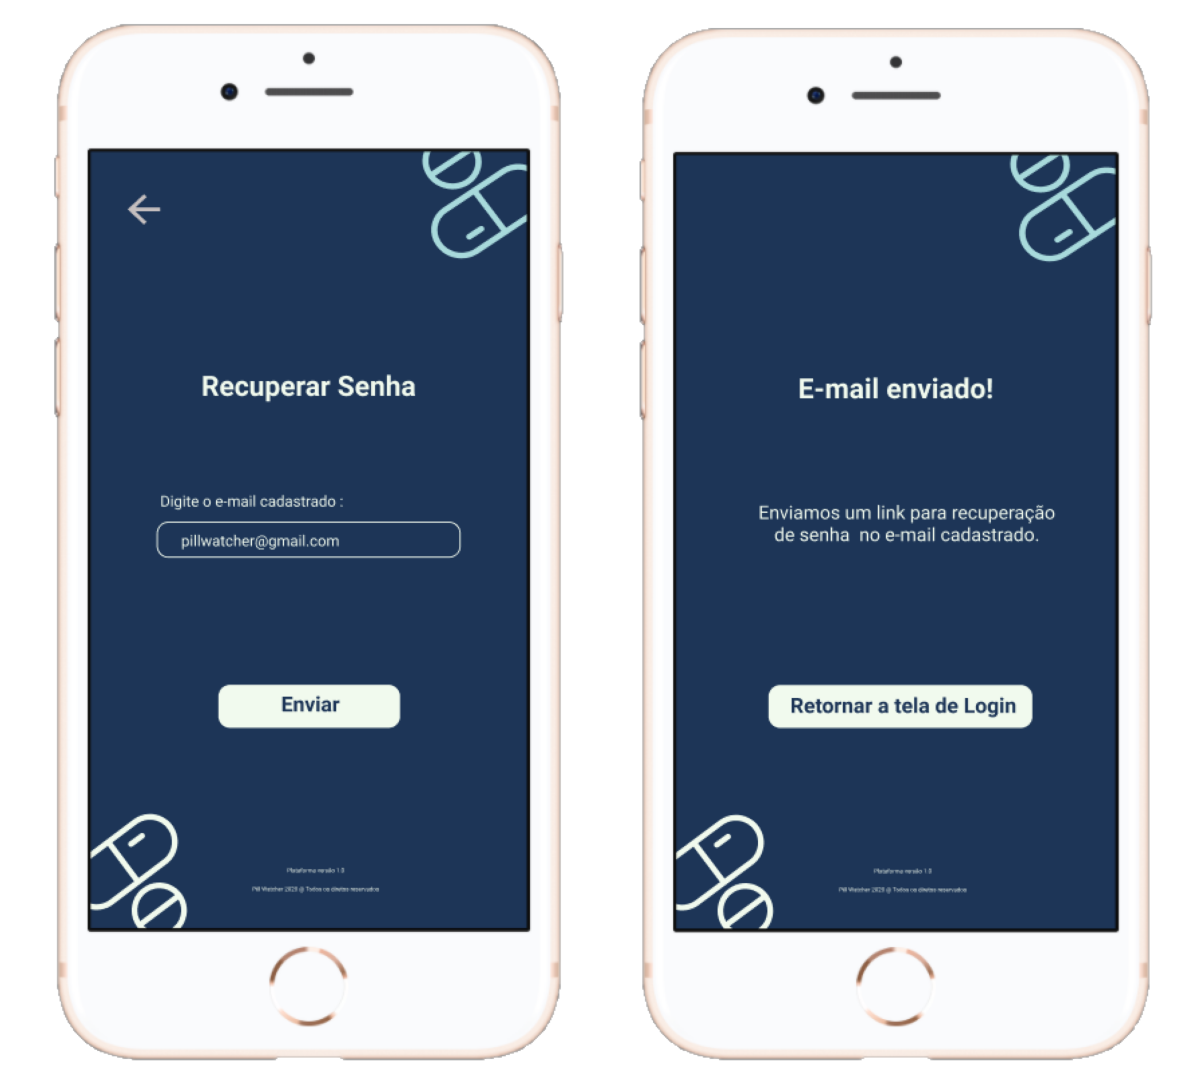 Recuperar Senha
Digite o e-mail cadastrado :
pillwatcher@gmail.com
Enviar
Plataforma versão 1.0
Pill Watcher 2023 @ Todos os direitos reservados
E-mail enviado!
Enviamos um link para recuperação
de senha  no e-mail cadastrado.
Retornar a tela de Login
Plataforma versão 1.0
Pill Watcher 2023 @ Todos os direitos reservados